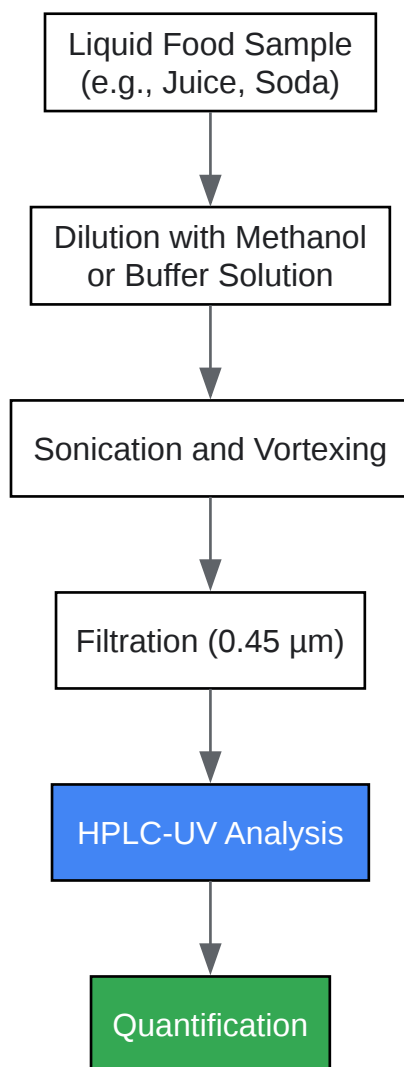 Liquid Food Sample
(e.g., Juice, Soda)
Dilution with Methanol
or Buffer Solution
Sonication and Vortexing
Filtration (0.45 µm)
HPLC-UV Analysis
Quantification